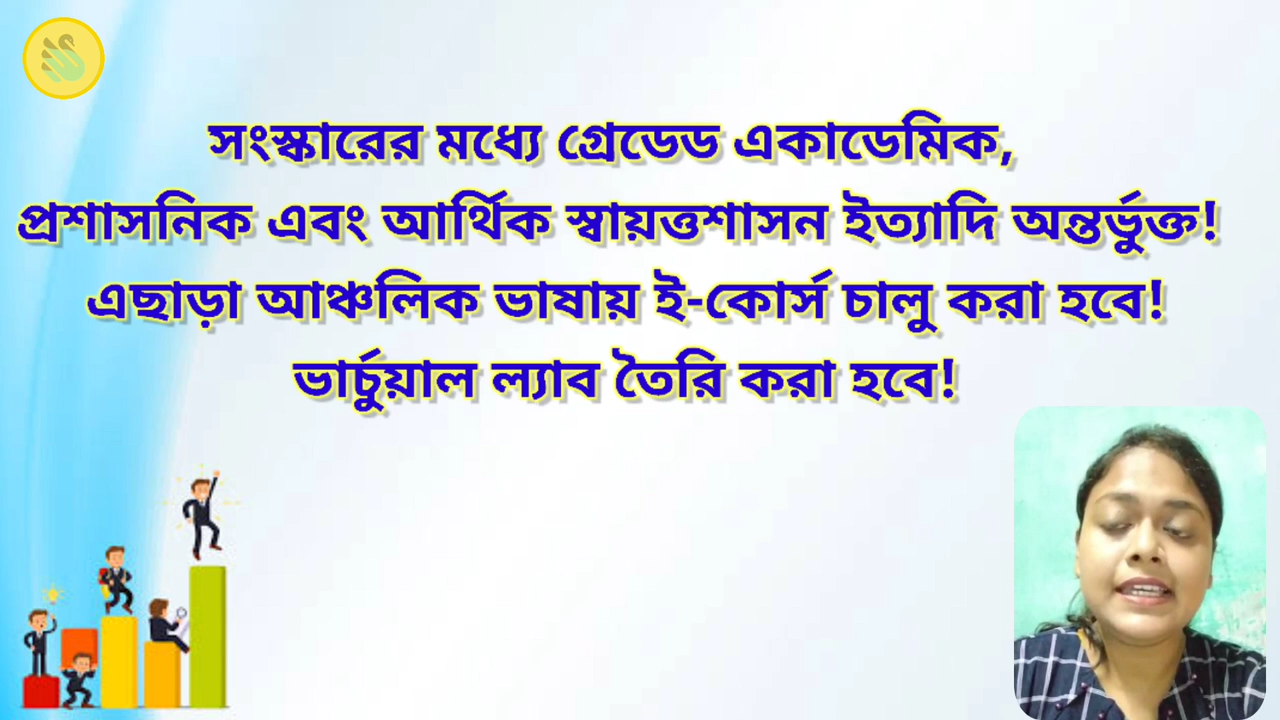 সংস্কারের মধ্যে গ্রেডেড একাডেমিক,
প্রশাসনিক এবং আর্থিক স্বায়ত্তশাসন ইত্যাদি অন্তর্ভুক্ত!
এছাড়া আঞ্চলিক ভাষায় ই-কোর্স চালু করা হবে!
ভার্চুয়াল ল্যাব তৈরি করা হবে!